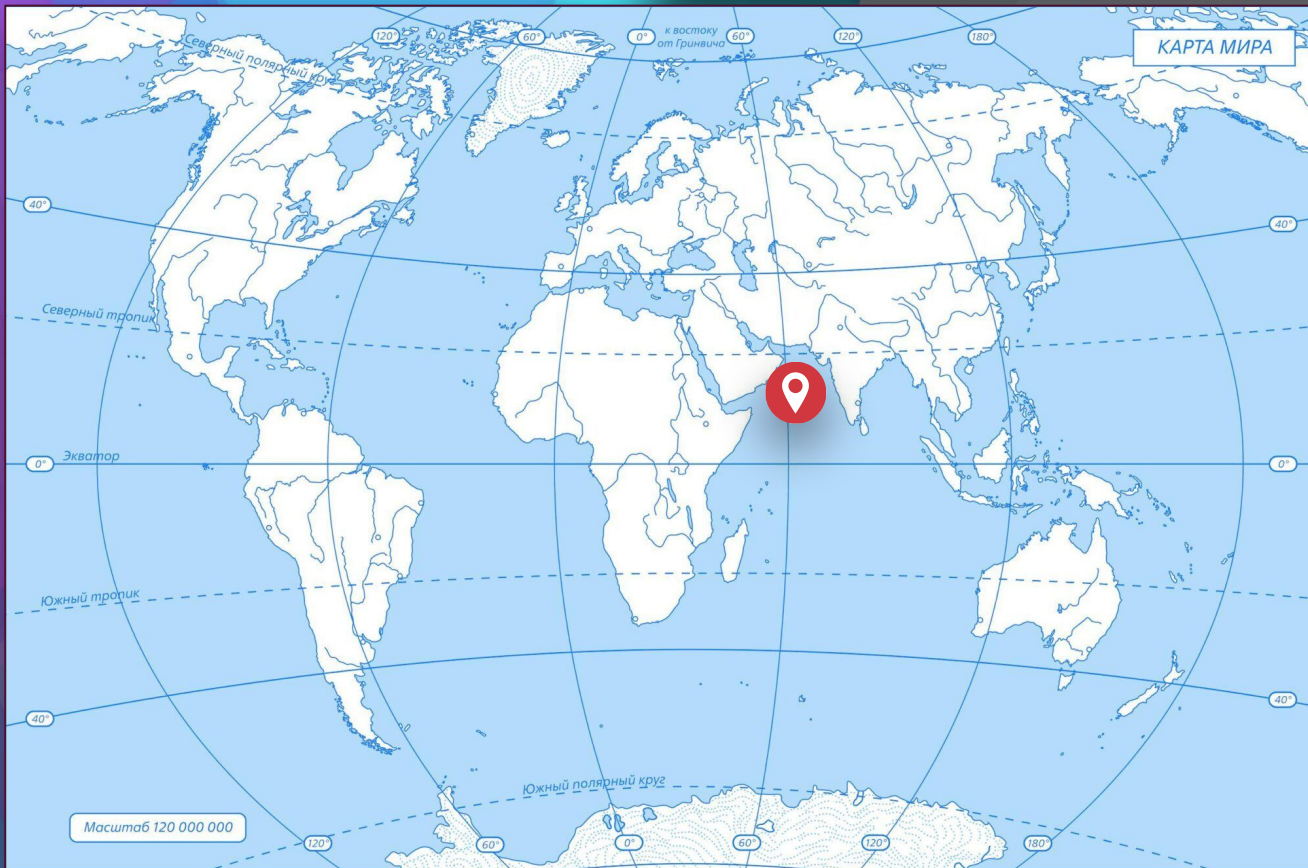 120°
60°
0°
к востоку
от Гринвича
60°
120°
180°
КАРТА МИРА
Северный полярный круг
40°
40°
Северный тропик
0°
Экватор
0°
Южный тропик
40°
40°
Южный полярный круг
Масштаб 120 000 000
120°
60°
0°
60°
120°
180°